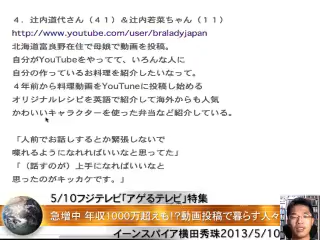 ４．辻内道代さん（４１）＆辻内若菜ちゃん（１１）
http://www.youtube.com/user/braladyjapan
北海道富良野在住で母娘で動画を投稿。
自分がYouTubeをやってて、いろんな人に
自分の作っているお料理を紹介したいなって。
４年前から料理動画をYouTuneに投稿し始める
オリジナルレシピを英語で紹介して海外からも人気
かわいいキャラクターを使った弁当など紹介している。
「人前でお話しするとか緊張しないで
喋れるようになれればいいなと思ってた」
『（話すのが）上手になればいいなと
思ったのがキッカケです。」
5/10フジテレビ「アゲるテレビ」特集
急増中 年収1000万超えも!?動画投稿で暮らす人々
イーンスパイア横田秀珠2013/5/10